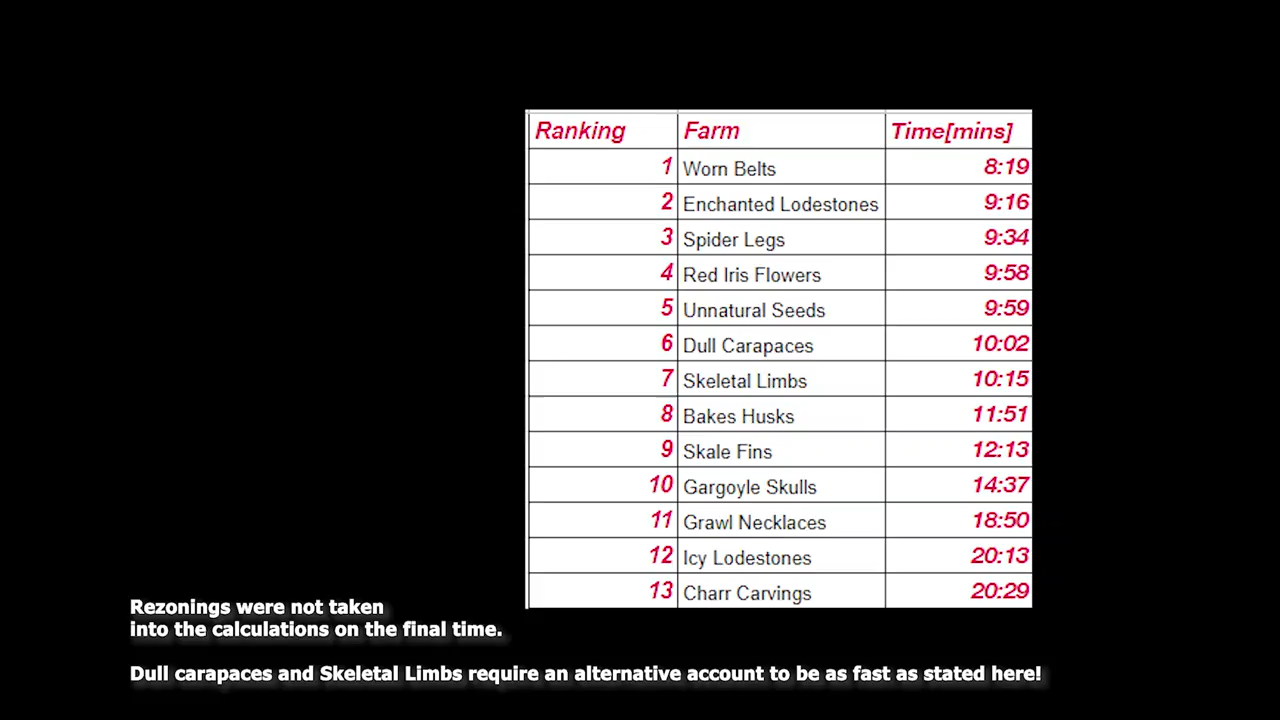 Ranking Farm Time[mins]
1 Worn Belts 8:19
2 Enchanted Lodestones 9:16
3 Spider Legs 9:34
4 Red Iris Flowers 9:58
5 Unnatural Seeds 9:59
6 Dull Carapaces 10:02
7 Skeletal Limbs 10:15
8 Bakes Husks 11:51
9 Skale Fins 12:13
10 Gargoyle Skulls 14:37
11 Grawl Necklaces 18:50
12 Icy Lodestones 20:13
13 Charr Carvings 20:29
Rezonings were not taken
into the calculations on the final time.
Dull carapaces and Skeletal Limbs require an alternative account to be as fast as stated here!